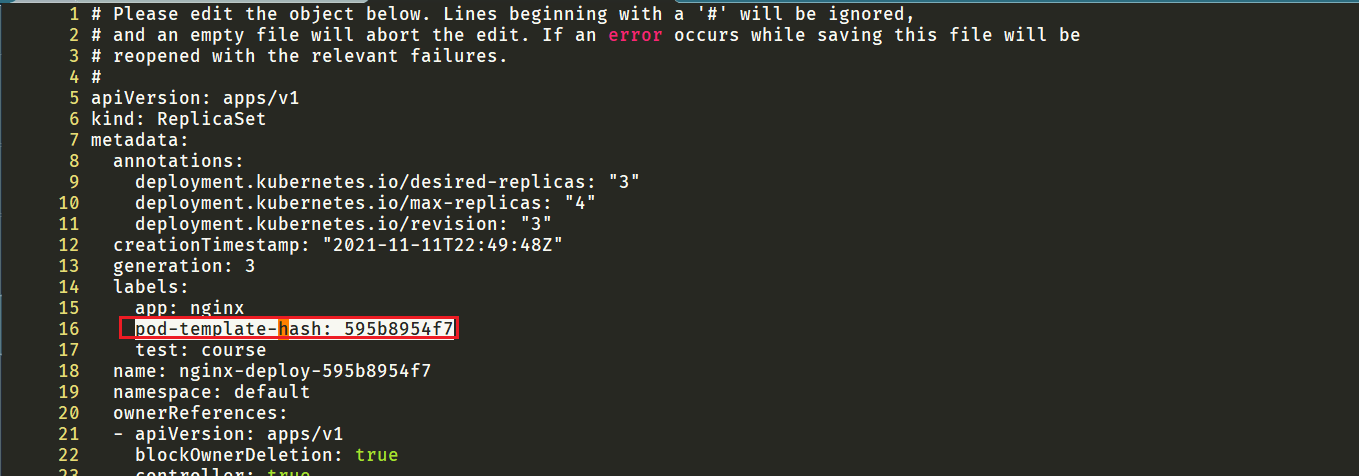 1 # Please edit the object below. Lines beginning with a '#' will be ignored,
2 # and an empty file will abort the edit. If an error occurs while saving this file will be
3 # reopened with the relevant failures.
4 #
5 apiVersion: apps/v1
6 kind: ReplicaSet
7 metadata:
8   annotations:
9     deployment.kubernetes.io/desired-replicas: "3"
10     deployment.kubernetes.io/max-replicas: "4"
11     deployment.kubernetes.io/revision: "3"
12   creationTimestamp: "2021-11-11T22:49:48Z"
13   generation: 3
14   labels:
15     app: nginx
16     pod-template-hash: 595b8954f7
17     test: course
18   name: nginx-deploy-595b8954f7
19   namespace: default
20   ownerReferences:
21   - apiVersion: apps/v1
22     blockOwnerDeletion: true
23     controller: true